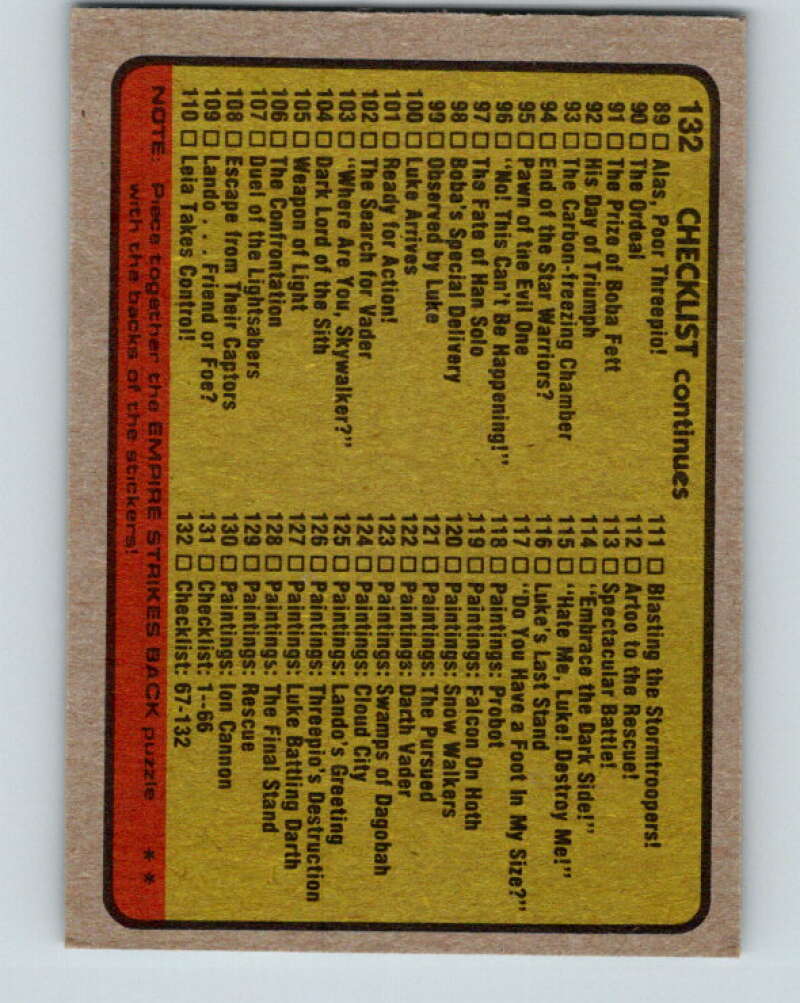 132 CHECKLIST continues
89 □ Alas, Poor Threepio!
90 □ The Ordeal
91 □ The Prize of Boba Fett
92 □ His Day of Triumph
93 □ The Carbon-freezing Chamber
94 □ End of the Star Warriors?
95 □ Pawn of the Evil One
96 □ "No! This Can't Be Happening!"
97 □ The Fate of Han Solo
98 □ Boba's Special Delivery
99 □ Observed by Luke
100 □ Luke Arrives
101 □ Ready for Action!
102 □ The Search for Vader
103 □ "Where Are You, Skywalker?"
104 □ Dark Lord of the Sith
105 □ Weapon of Light
106 □ The Confrontation
107 □ Duel of the Lightsabers
108 □ Escape from Their Captors
109 □ Lando . . . Friend or Foe?
110 □ Leia Takes Control!
111 □ Blasting the Stormtroopers!
112 □ Artoo to the Rescue!
113 □ Spectacular Battle!
114 □ "Embrace the Dark Side!"
115 □ "Hate Me, Luke! Destroy Me!"
116 □ Luke's Last Stand
117 □ "Do You Have a Foot In My Size?"
118 □ Paintings: Probot
119 □ Paintings: Falcon On Hoth
120 □ Paintings: Snow Walkers
121 □ Paintings: The Pursued
122 □ Paintings: Darth Vader
123 □ Paintings: Swamps of Dagobah
124 □ Paintings: Cloud City
125 □ Paintings: Lando's Greeting
126 □ Paintings: Threepio's Destruction
127 □ Paintings: Luke Battling Darth
128 □ Paintings: The Final Stand
129 □ Paintings: Rescue
130 □ Paintings: Ion Cannon
131 □ Checklist: 1--66
132 □ Checklist: 67-132
NOTE: Piece together the EMPIRE STRIKES BACK puzzle * *
with the backs of the stickers!